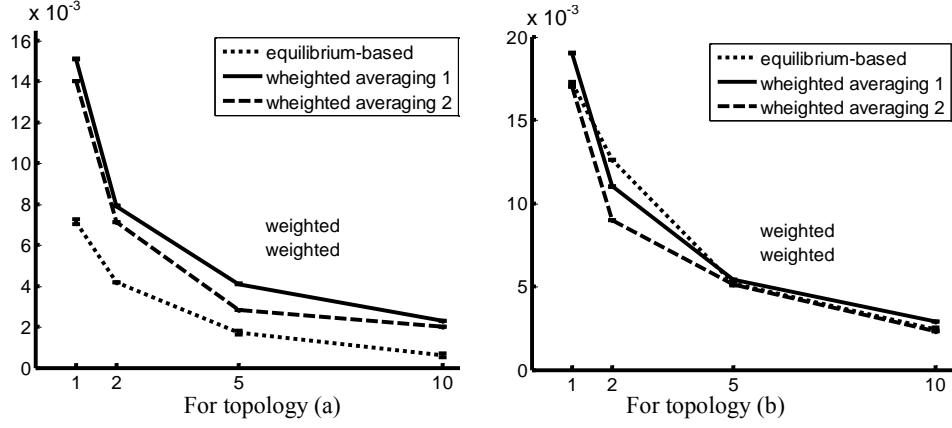 x 10-3
16
14
12
10
8
6
4
2
0
equilibrium-based
wheighted averaging 1
wheighted averaging 2
weighted
weighted
1 2 5 10
For topology (a)
x 10-3
20
15
10
5
0
equilibrium-based
wheighted averaging 1
wheighted averaging 2
weighted
weighted
1 2 5 10
For topology (b)